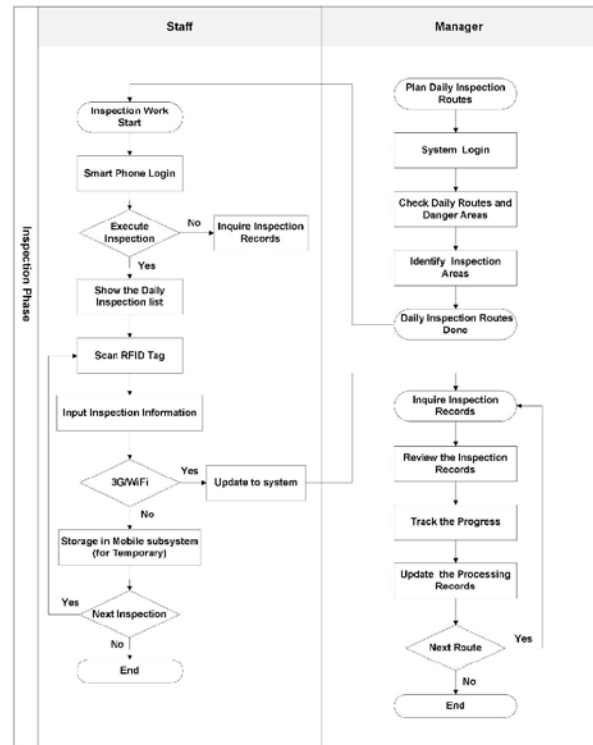 Staff
Manager
Inspection Phase
Inspection Work
Start
Smart Phone Login
Execute
Inspection
No
Inquire Inspection
Records
Yes
Show the Daily
Inspection list
Scan RFID Tag
Input Inspection Information
3G/WiFi
Yes
Update to system
No
Storage in Mobile subsystem
(for Temporary)
Yes
Next Inspection
No
End
Plan Daily Inspection
Routes
System Login
Check Daily Routes and
Danger Areas
Identify Inspection
Areas
Daily Inspection Routes
Done
Inquire Inspection
Records
Review the Inspection
Records
Track the Progress
Update the Processing
Records
Next Route
Yes
No
End